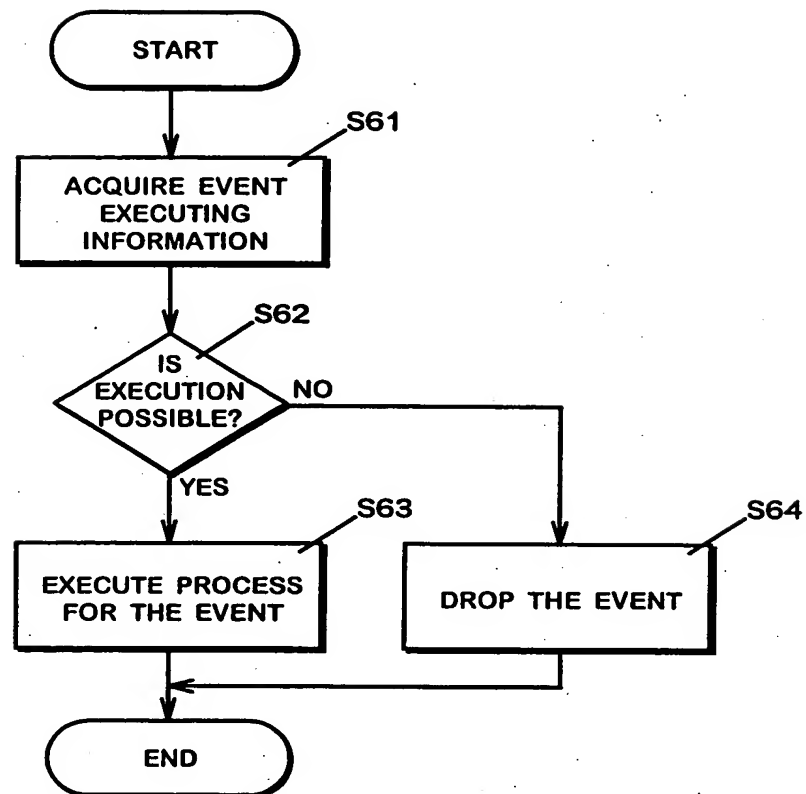 START
S61
ACQUIRE EVENT
EXECUTING
INFORMATION
S62
IS
EXECUTION
POSSIBLE?
NO
YES
S63
EXECUTE PROCESS
FOR THE EVENT
S64
DROP THE EVENT
END